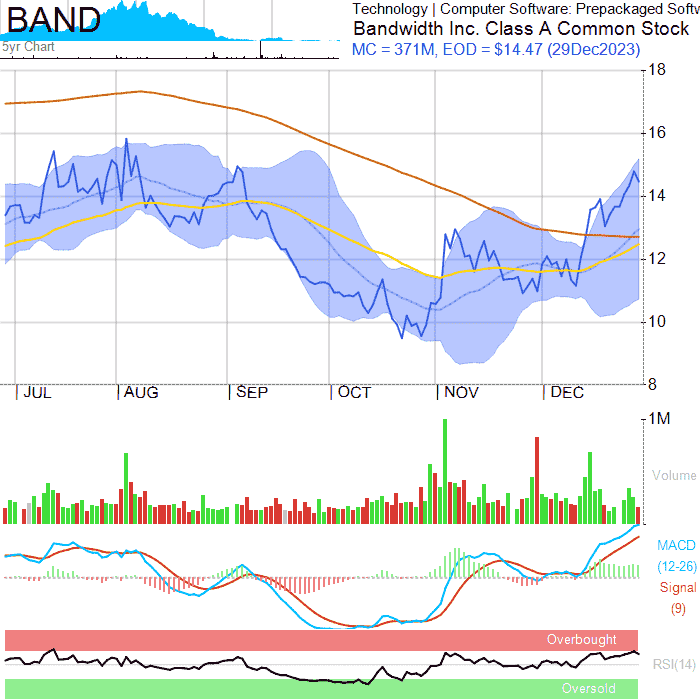 BAND
5yr Chart
Technology | Computer Software: Prepackaged Softw
Bandwidth Inc. Class A Common Stock
MC = 371M, EOD = $14.47 (29Dec2023)
18
16
14
12
10
8
JUL AUG SEP OCT NOV DEC
1M
Volume
MACD
(12-26)
Signal
(9)
Overbought
RSI(14)
Oversold